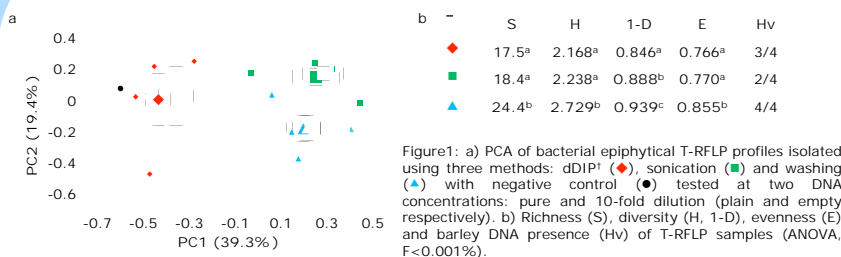 a
0.4
0.2
0
-0.2
-0.4
-0.6
PC2 (19.4%)
-0.7 -0.5 -0.3 -0.1 0.1 0.3 0.5
PC1 (39.3%)
b –
S H 1-D E Hv
17.5ᵃ 2.168ᵃ 0.846ᵃ 0.766ᵃ 3/4
18.4ᵃ 2.238ᵃ 0.888ᵇ 0.770ᵃ 2/4
24.4ᵇ 2.729ᵇ 0.939ᶜ 0.855ᵇ 4/4
Figure1: a) PCA of bacterial epiphytical T-RFLP profiles isolated
using three methods: dDIP† (◆), sonication (■) and washing
(▲) with negative control (●) tested at two DNA
concentrations: pure and 10-fold dilution (plain and empty
respectively). b) Richness (S), diversity (H, 1-D), evenness (E)
and barley DNA presence (Hv) of T-RFLP samples (ANOVA,
F<0.001%).